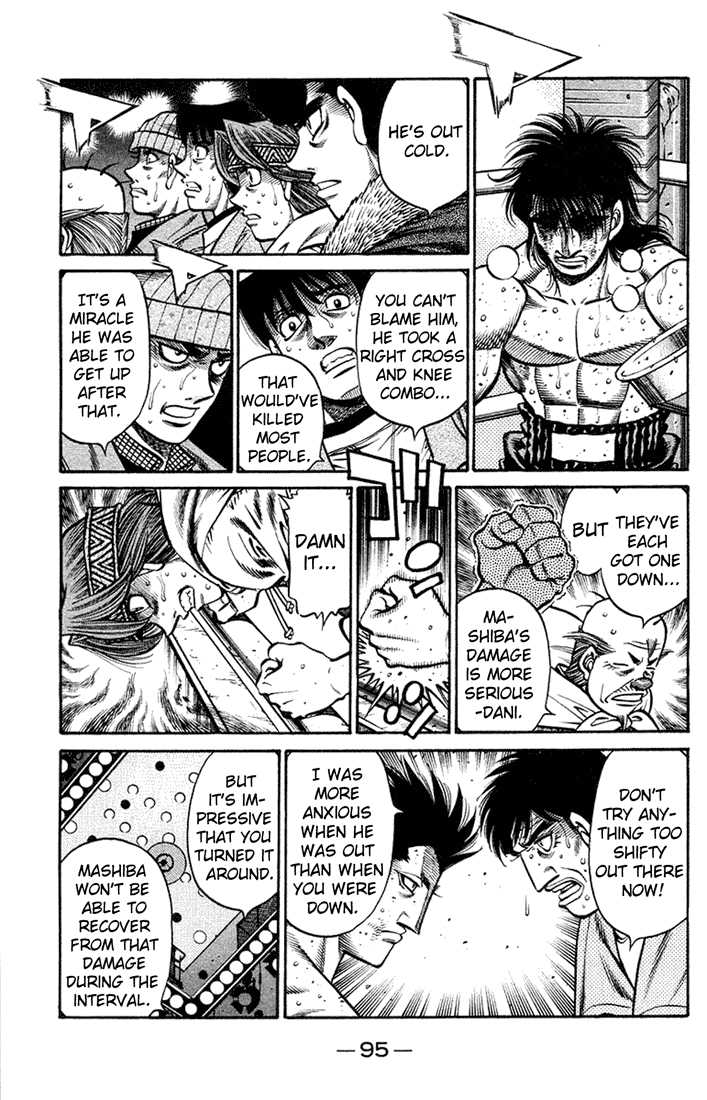 HE'S OUT
COLD.
YOU CAN'T
BLAME HIM,
HE TOOK A
RIGHT CROSS
AND KNEE
COMBO...
THAT
WOULD'VE
KILLED
MOST
PEOPLE.
IT'S A
MIRACLE
HE WAS
ABLE TO
GET UP
AFTER
THAT.
THEY'VE
EACH
GOT ONE
DOWN...
BUT
MA-
SHIBA'S
DAMAGE
IS MORE
SERIOUS
-DANI.
ゴン
DAMN
IT...
DON'T
TRY ANY-
THING TOO
SHIFTY
OUT THERE
NOW!
I WAS
MORE
ANXIOUS
WHEN HE
WAS OUT
THAN WHEN
YOU WERE
DOWN.
BUT
IT'S IM-
PRESSIVE
THAT YOU
TURNED IT
AROUND.
MASHIBA
WON'T BE
ABLE TO
RECOVER
FROM THAT
DAMAGE
DURING THE
INTERVAL.
— 95 —